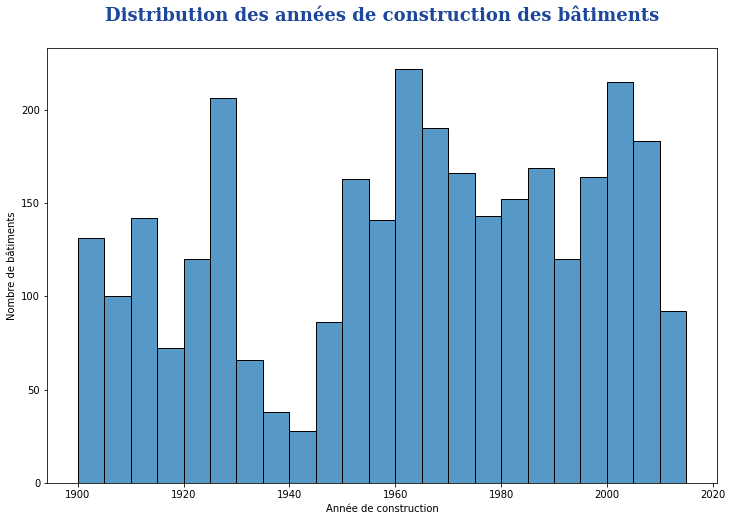 Distribution des années de construction des bâtiments
Nombre de bâtiments
200
150
100
50
0
1900 1920 1940 1960 1980 2000 2020
Année de construction